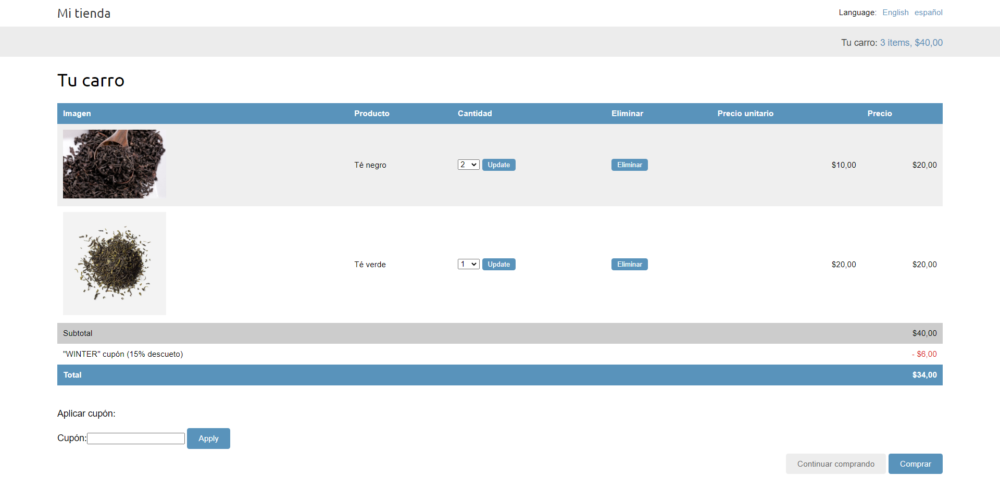 Mi tienda
Language: English español
Tu carro: 3 items, $40,00
Tu carro
Imagen Producto Cantidad Eliminar Precio unitario Precio
Té negro 2 Update Eliminar $10,00 $20,00
Té verde 1 Update Eliminar $20,00 $20,00
Subtotal $40,00
"WINTER" cupón (15% descueto) - $6,00
Total $34,00
Aplicar cupón:
Cupón: Apply
Continuar comprando Comprar